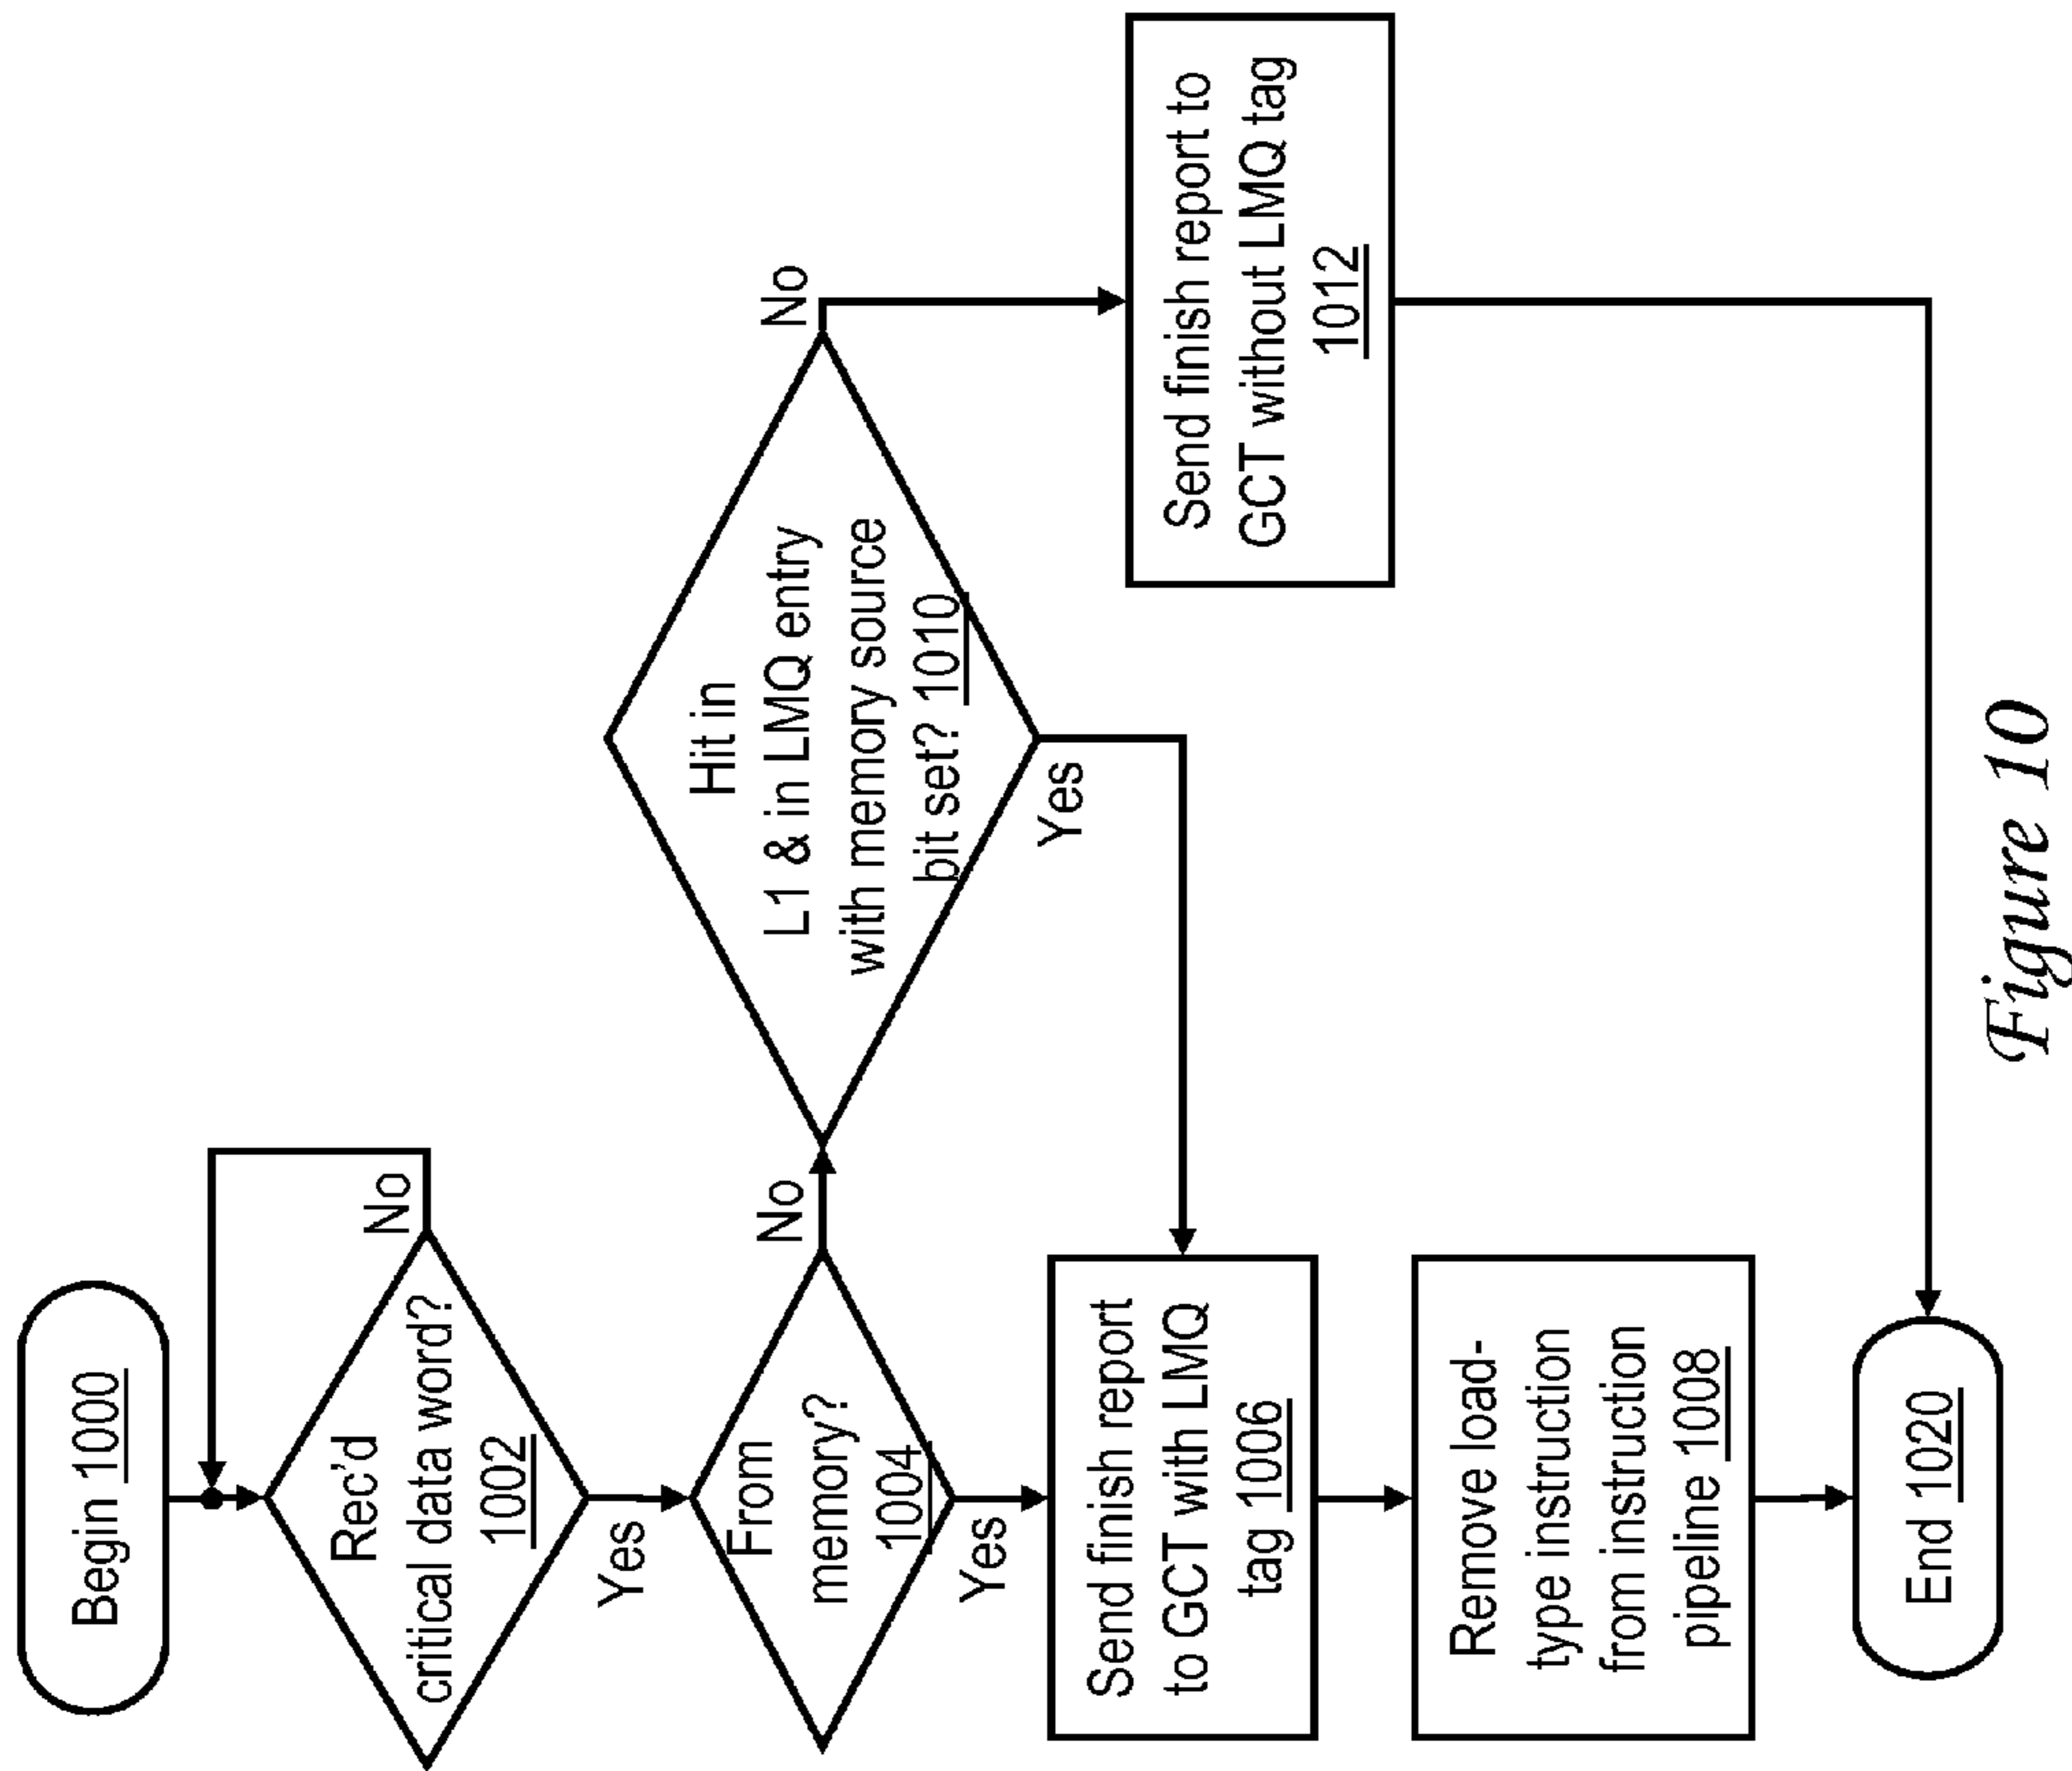 Begin 1000
Rec'd
critical data word?
1002
No
Yes
From
memory?
1004
No
Yes
Hit in
L1 & in LMQ entry
with memory source
bit set? 1010
No
Yes
Send finish report to
GCT without LMQ tag
1012
Send finish report
to GCT with LMQ
tag 1006
Remove load-
type instruction
from instruction
pipeline 1008
End 1020
Figure 10